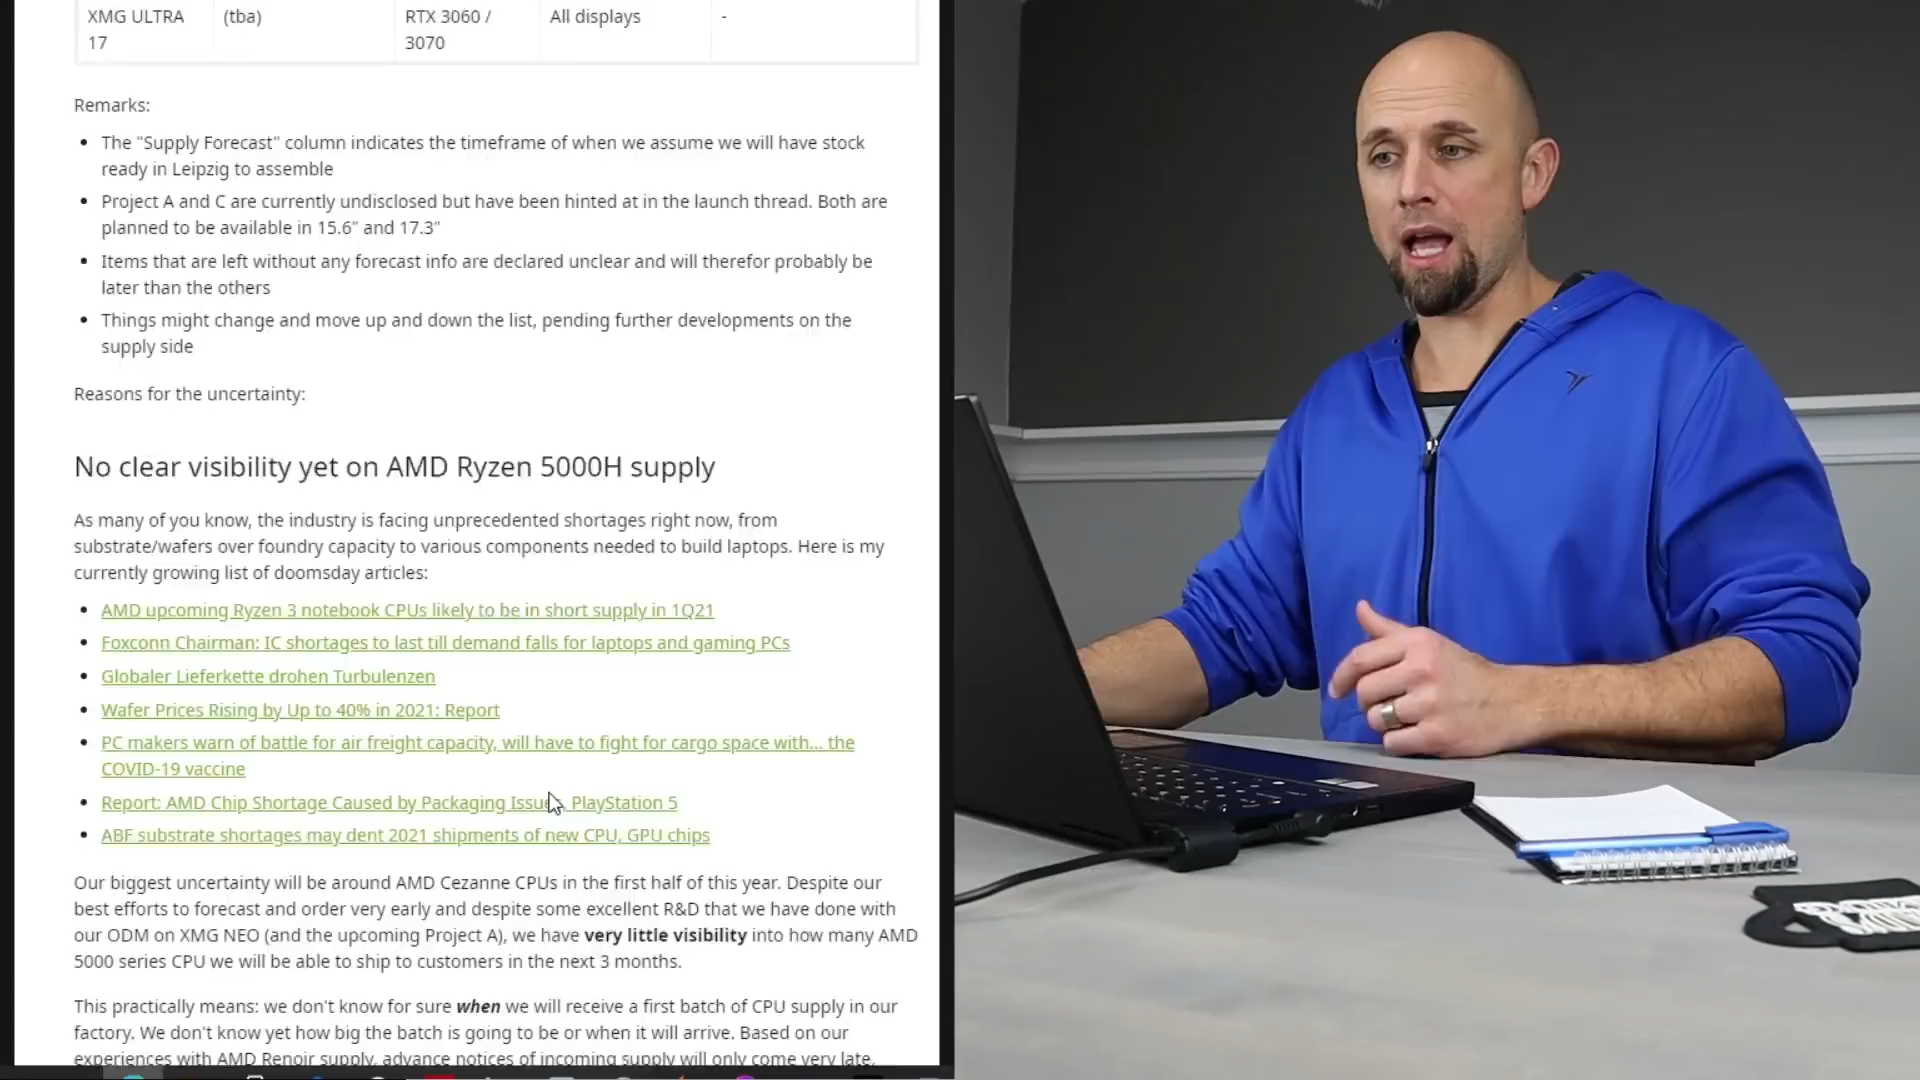 XMG ULTRA (tba) RTX 3060 / All displays -
17 3070
Remarks:
• The "Supply Forecast" column indicates the timeframe of when we assume we will have stock
ready in Leipzig to assemble
• Project A and C are currently undisclosed but have been hinted at in the launch thread. Both are
planned to be available in 15.6" and 17.3"
• Items that are left without any forecast info are declared unclear and will therefor probably be
later than the others
• Things might change and move up and down the list, pending further developments on the
supply side
Reasons for the uncertainty:
No clear visibility yet on AMD Ryzen 5000H supply
As many of you know, the industry is facing unprecedented shortages right now, from
substrate/wafers over foundry capacity to various components needed to build laptops. Here is my
currently growing list of doomsday articles:
• AMD upcoming Ryzen 3 notebook CPUs likely to be in short supply in 1Q21
• Foxconn Chairman: IC shortages to last till demand falls for laptops and gaming PCs
• Globaler Lieferkette drohen Turbulenzen
• Wafer Prices Rising by Up to 40% in 2021: Report
• PC makers warn of battle for air freight capacity, will have to fight for cargo space with... the
COVID-19 vaccine
• Report: AMD Chip Shortage Caused by Packaging Issue, PlayStation 5
• ABF substrate shortages may dent 2021 shipments of new CPU, GPU chips
Our biggest uncertainty will be around AMD Cezanne CPUs in the first half of this year. Despite our
best efforts to forecast and order very early and despite some excellent R&D that we have done with
our ODM on XMG NEO (and the upcoming Project A), we have very little visibility into how many AMD
5000 series CPU we will be able to ship to customers in the next 3 months.
This practically means: we don't know for sure when we will receive a first batch of CPU supply in our
factory. We don't know yet how big the batch is going to be or when it will arrive. Based on our
experiences with AMD Renoir supply, advance notices of incoming supply will only come very late,